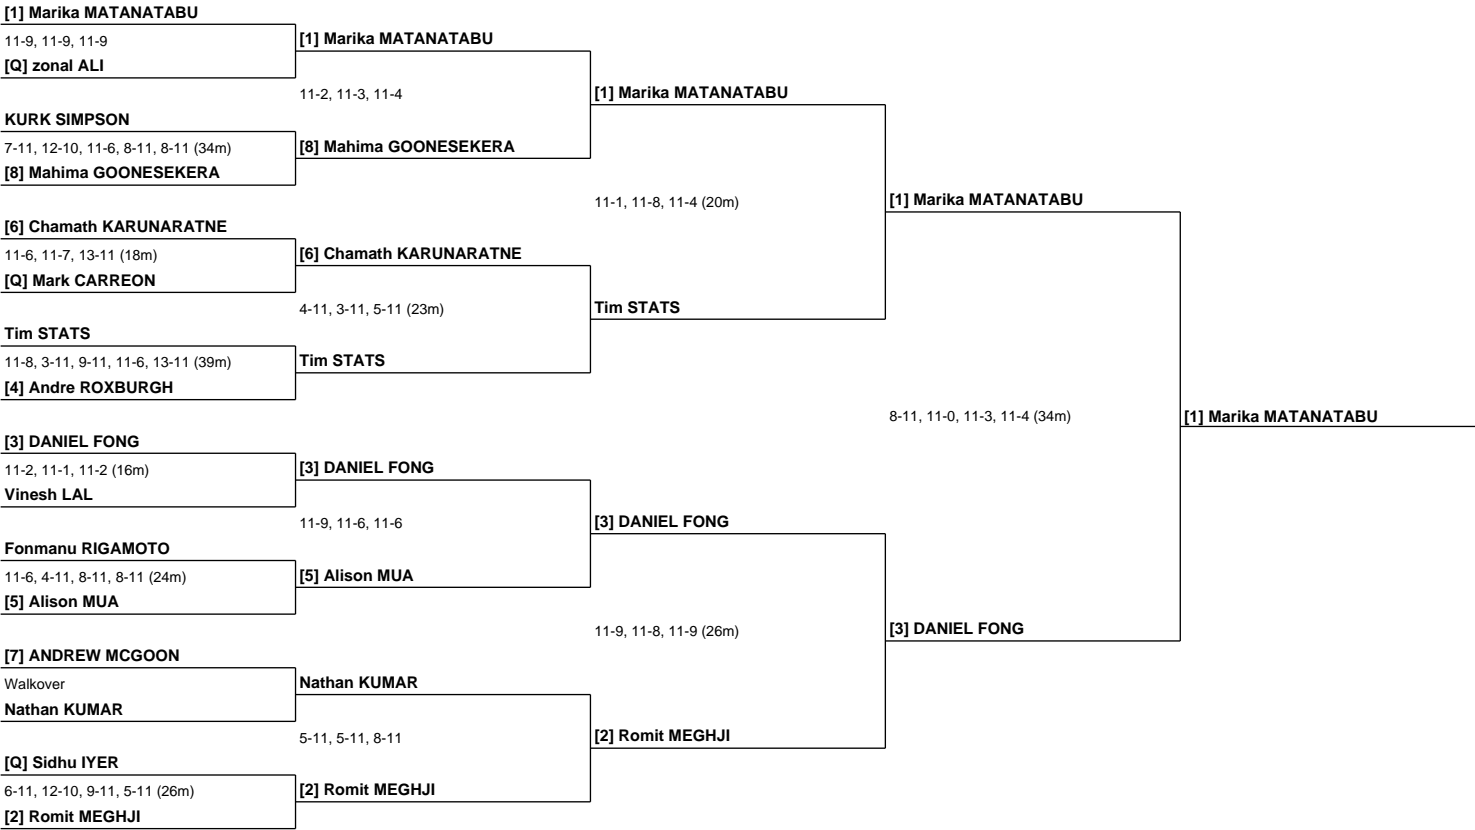 [1] Marika MATANATABU
11-9, 11-9, 11-9
[Q] zonal ALI
KURK SIMPSON
7-11, 12-10, 11-6, 8-11, 8-11 (34m)
[8] Mahima GOONESEKERA
[6] Chamath KARUNARATNE
11-6, 11-7, 13-11 (18m)
[Q] Mark CARREON
Tim STATS
11-8, 3-11, 9-11, 11-6, 13-11 (39m)
[4] Andre ROXBURGH
[3] DANIEL FONG
11-2, 11-1, 11-2 (16m)
Vinesh LAL
Fonmanu RIGAMOTO
11-6, 4-11, 8-11, 8-11 (24m)
[5] Alison MUA
[7] ANDREW MCGOON
Walkover
Nathan KUMAR
[Q] Sidhu IYER
6-11, 12-10, 9-11, 5-11 (26m)
[2] Romit MEGHJI
[1] Marika MATANATABU
11-2, 11-3, 11-4
[8] Mahima GOONESEKERA
[6] Chamath KARUNARATNE
4-11, 3-11, 5-11 (23m)
Tim STATS
[3] DANIEL FONG
11-9, 11-6, 11-6
[5] Alison MUA
Nathan KUMAR
5-11, 5-11, 8-11
[2] Romit MEGHJI
[1] Marika MATANATABU
11-1, 11-8, 11-4 (20m)
Tim STATS
[3] DANIEL FONG
11-9, 11-8, 11-9 (26m)
[2] Romit MEGHJI
[1] Marika MATANATABU
8-11, 11-0, 11-3, 11-4 (34m)
[3] DANIEL FONG
[1] Marika MATANATABU